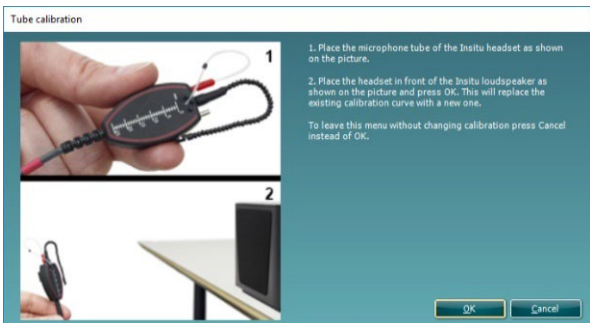 Tube calibration
1
1. Place the microphone tube of the Insitu headset as shown
on the picture.
2. Place the headset in front of the Insitu loudspeaker as
shown on the picture and press OK. This will replace the
existing calibration curve with a new one.
To leave this menu without changing calibration press Cancel
instead of OK.
2
OK
Cancel